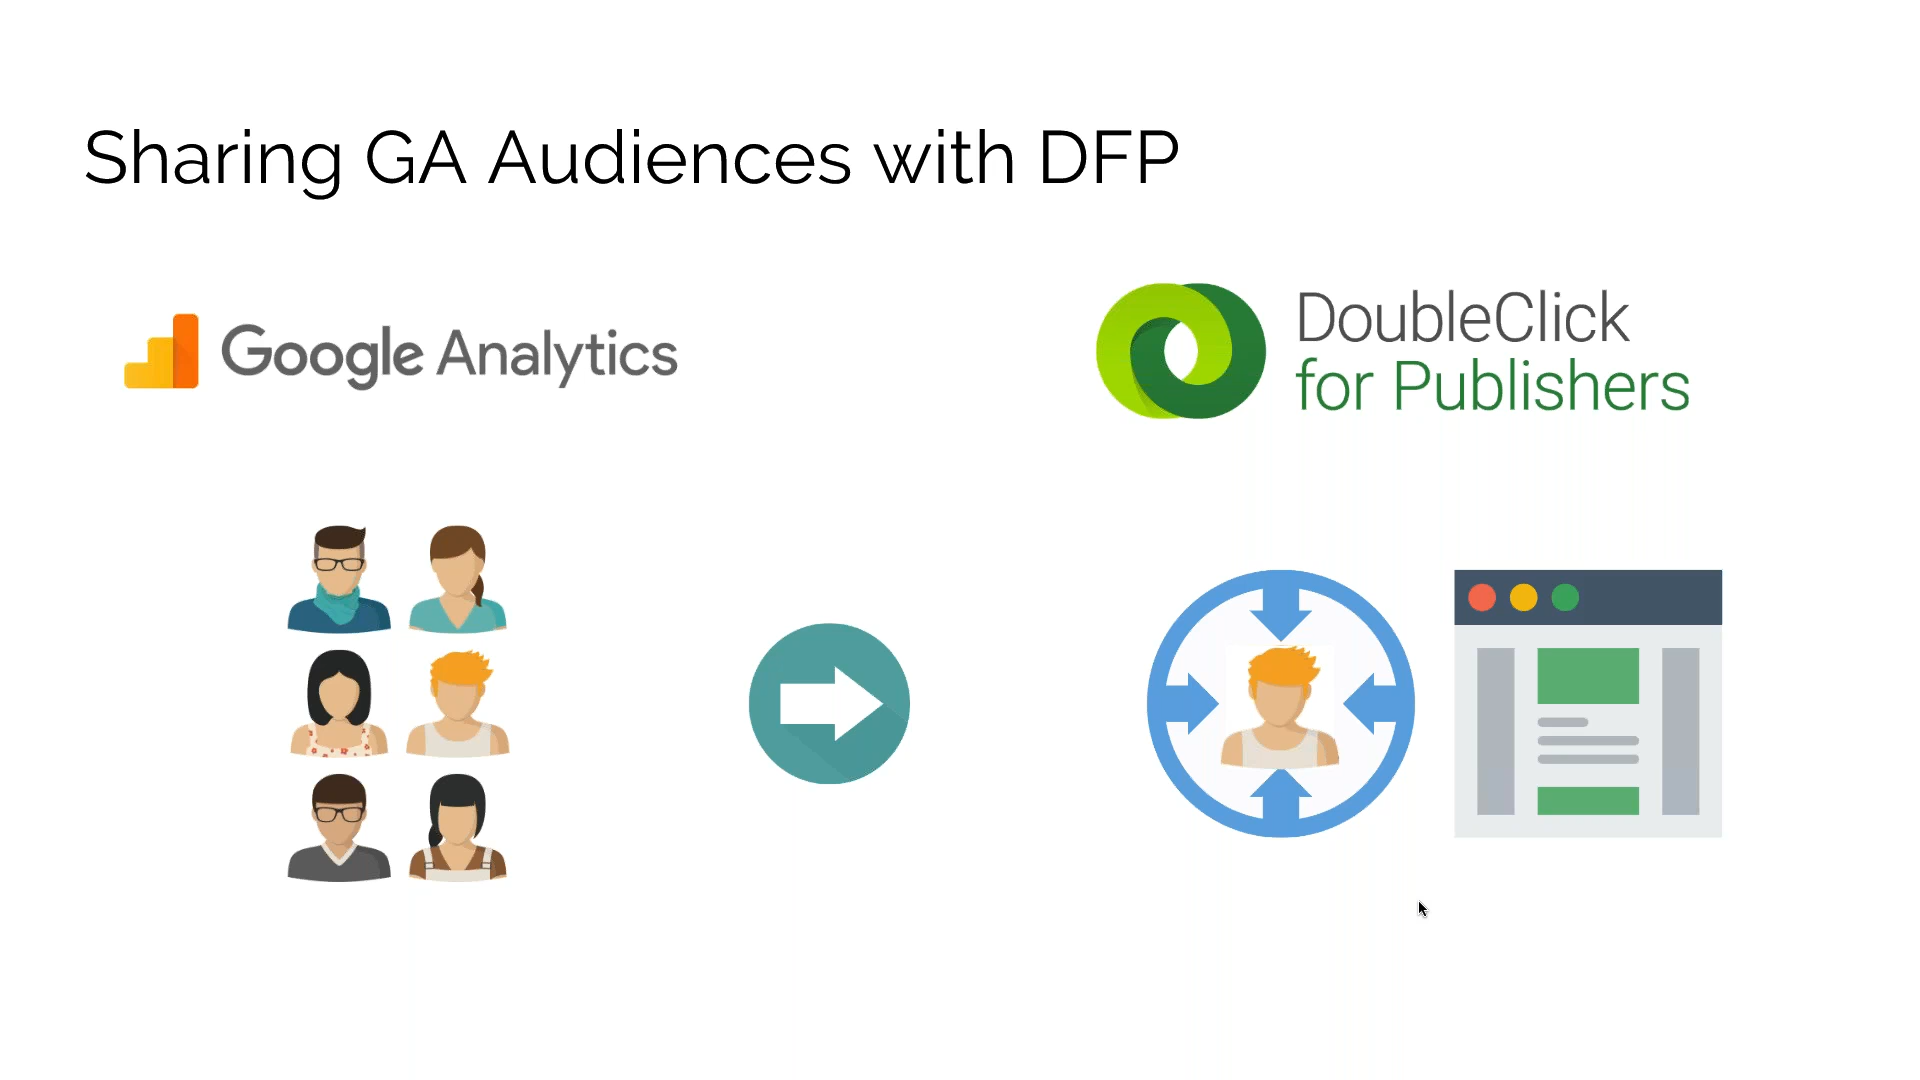 Sharing GA Audiences with DFP
Google Analytics
DoubleClick
for Publishers